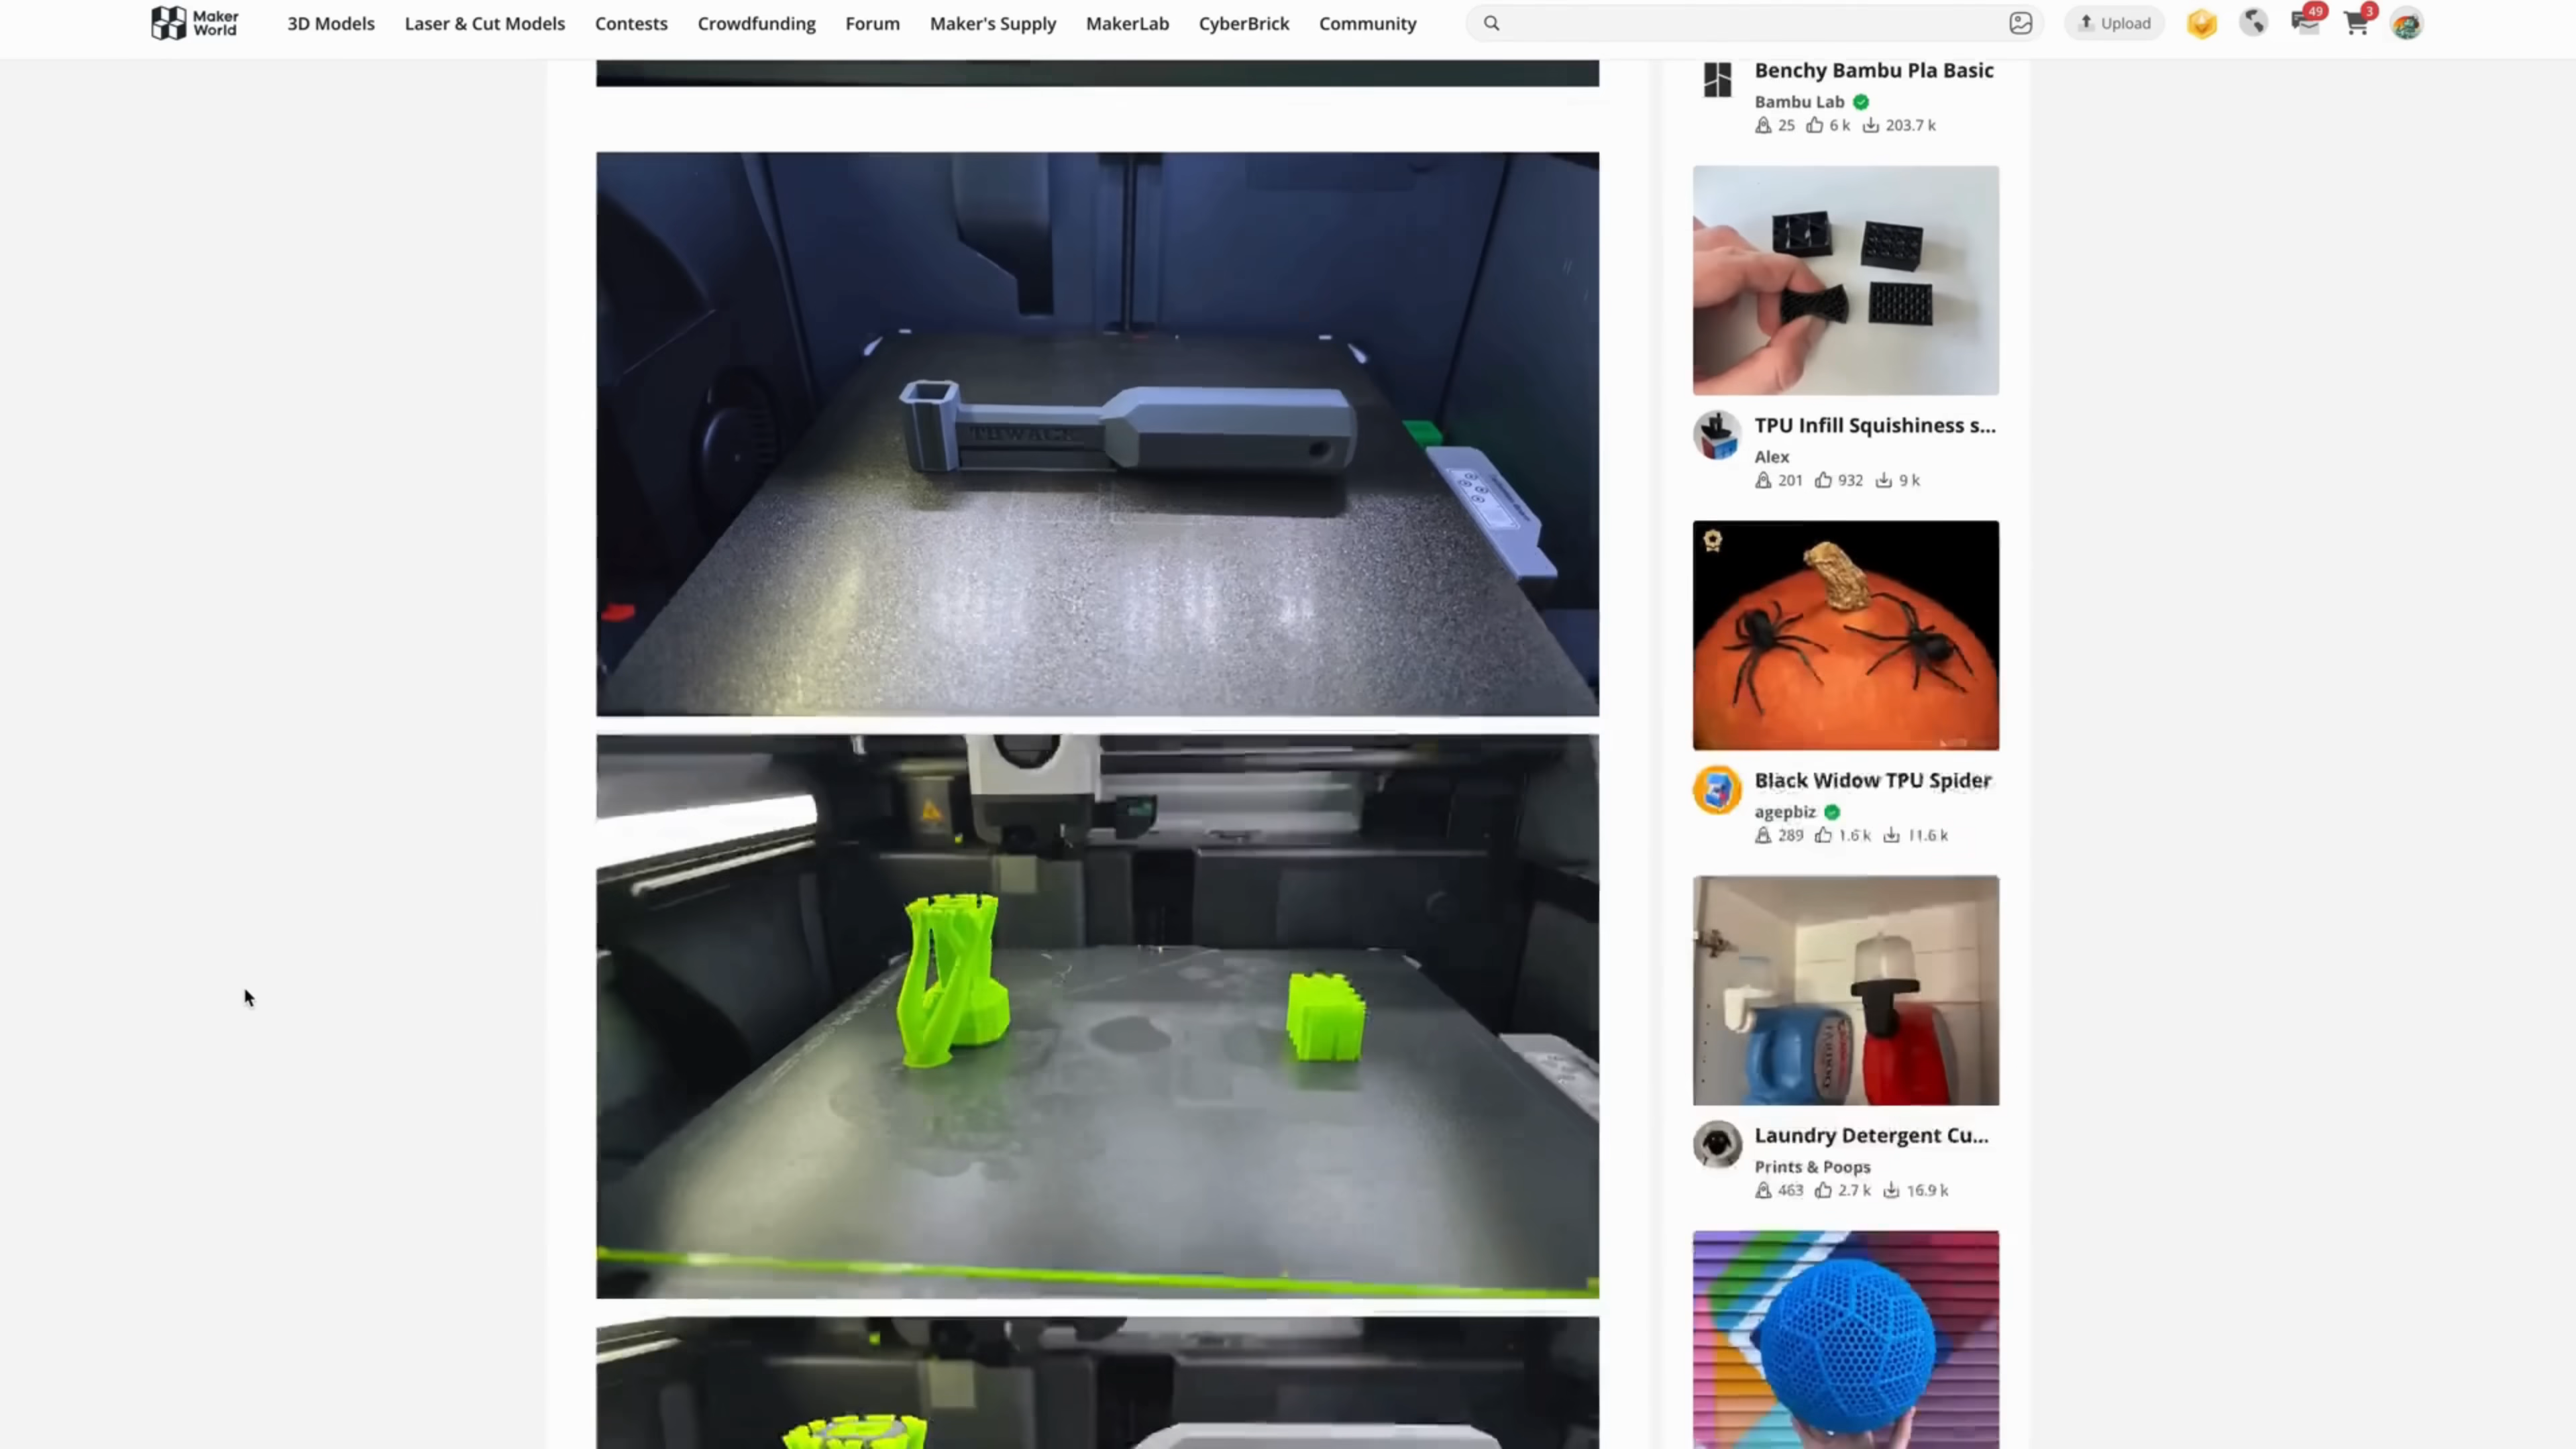 Maker
World
3D Models
Laser & Cut Models
Contests
Crowdfunding
Forum
Maker's Supply
MakerLab
CyberBrick
Community
Upload
49
3
THWACK
Benchy Bambu Pla Basic
Bambu Lab
25 6 k 203.7 k
TPU Infill Squishiness s...
Alex
201 932 9 k
Black Widow TPU Spider
agepbiz
289 1.6 k 11.6 k
Laundry Detergent Cu...
Prints & Poops
463 2.7 k 16.9 k